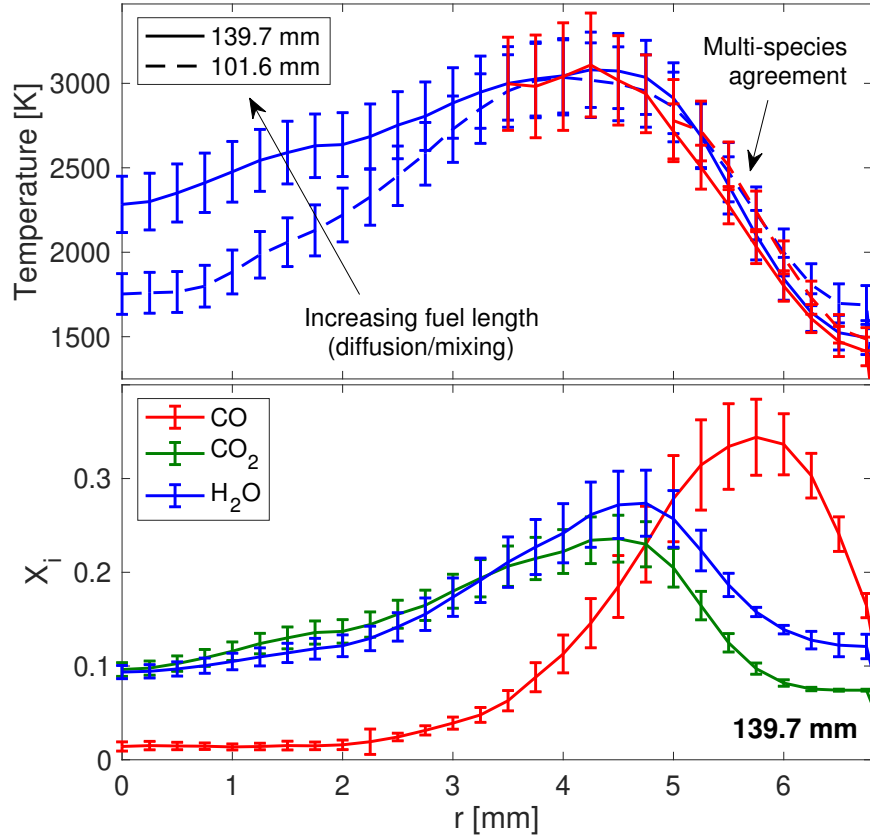 139.7 mm
101.6 mm
Multi-species
agreement
Increasing fuel length
(diffusion/mixing)
Temperature [K]
3000
2500
2000
1500
CO
CO2
H2O
139.7 mm
X_i
0.3
0.2
0.1
0
0 1 2 3 4 5 6
r [mm]